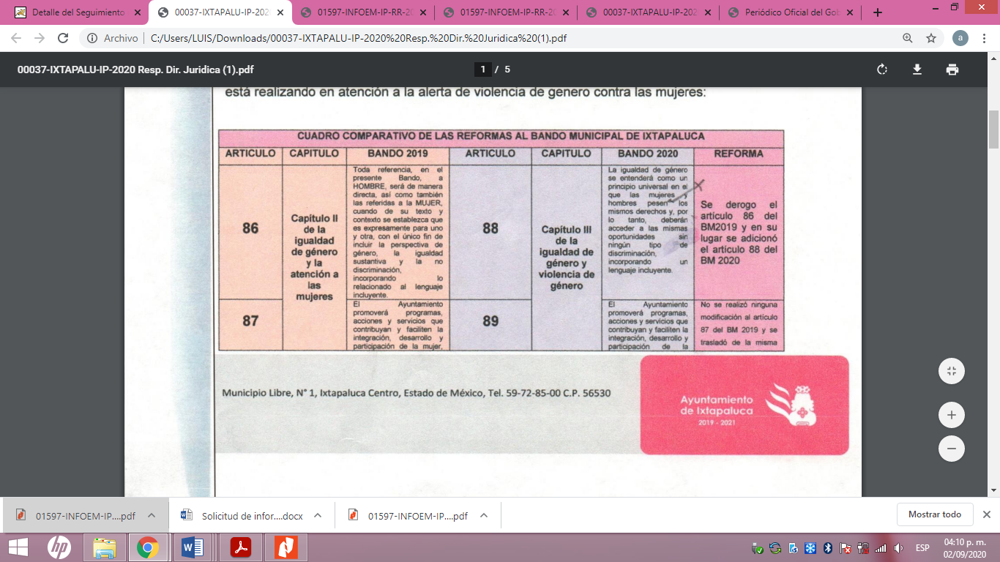 Detalle del Seguimiento
00037-IXTAPALU-IP-202
01597-INFOEM-IP-RR-20
01597-INFOEM-IP-RR-20
00037-IXTAPALU-IP-202
Periódico Oficial del Gob
Archivo
C:/Users/LUIS/Downloads/00037-IXTAPALU-IP-2020%20Resp.%20Dir.%20Juridica%20(1).pdf
a
00037-IXTAPALU-IP-2020 Resp. Dir. Juridica (1).pdf
1 / 5
está realizando en atención a la alerta de violencia de genero contra las mujeres:
CUADRO COMPARATIVO DE LAS REFORMAS AL BANDO MUNICIPAL DE IXTAPALUCA
ARTICULO CAPITULO BANDO 2019 ARTICULO CAPITULO BANDO 2020 REFORMA
86
Capitulo II
de la
igualdad
de género
y la
atención a
las
mujeres
Toda referencia, en el
presente Bando, a
HOMBRE, será de manera
directa, así como también
las referidas a la MUJER,
cuando de su texto y
contexto se establezca que
es expresamente para uno
y otra, con el único fin de
incluir la perspectiva de
género, la igualdad
sustantiva y la no
discriminación,
incorporando lo
relacionado al lenguaje
incluyente.
88
Capítulo III
de la
igualdad de
género y
violencia de
género
La igualdad de género
se entenderá como un
principio universal en el
que las mujeres y
hombres pesen los
mismos derechos y, por
lo tanto, deberán
acceder a las mismas
oportunidades sin
ningún tipo de
discriminación,
incorporando un
lenguaje incluyente.
Se derogo el
artículo 86 del
BM2019 y en su
lugar se adicionó
el artículo 88 del
BM 2020
87
El Ayuntamiento
promoverá programas,
acciones y servicios que
contribuyan y faciliten la
integración, desarrollo y
participación de la mujer,
89
El Ayuntamiento
promoverá programas,
acciones y servicios que
contribuyan y faciliten la
integración, desarrollo y
participación de la
No se realizó ninguna
modificación al artículo
87 del BM 2019 y se
trasladó de la misma
Municipio Libre, N° 1, Ixtapaluca Centro, Estado de México, Tel. 59-72-85-00 C.P. 56530
Ayuntamiento
de Ixtapaluca
2019 - 2021
01597-INFOEM-IP....pdf
Solicitud de infor....docx
01597-INFOEM-IP....pdf
Mostrar todo
hp
ESP
04:10 p. m.
02/09/2020